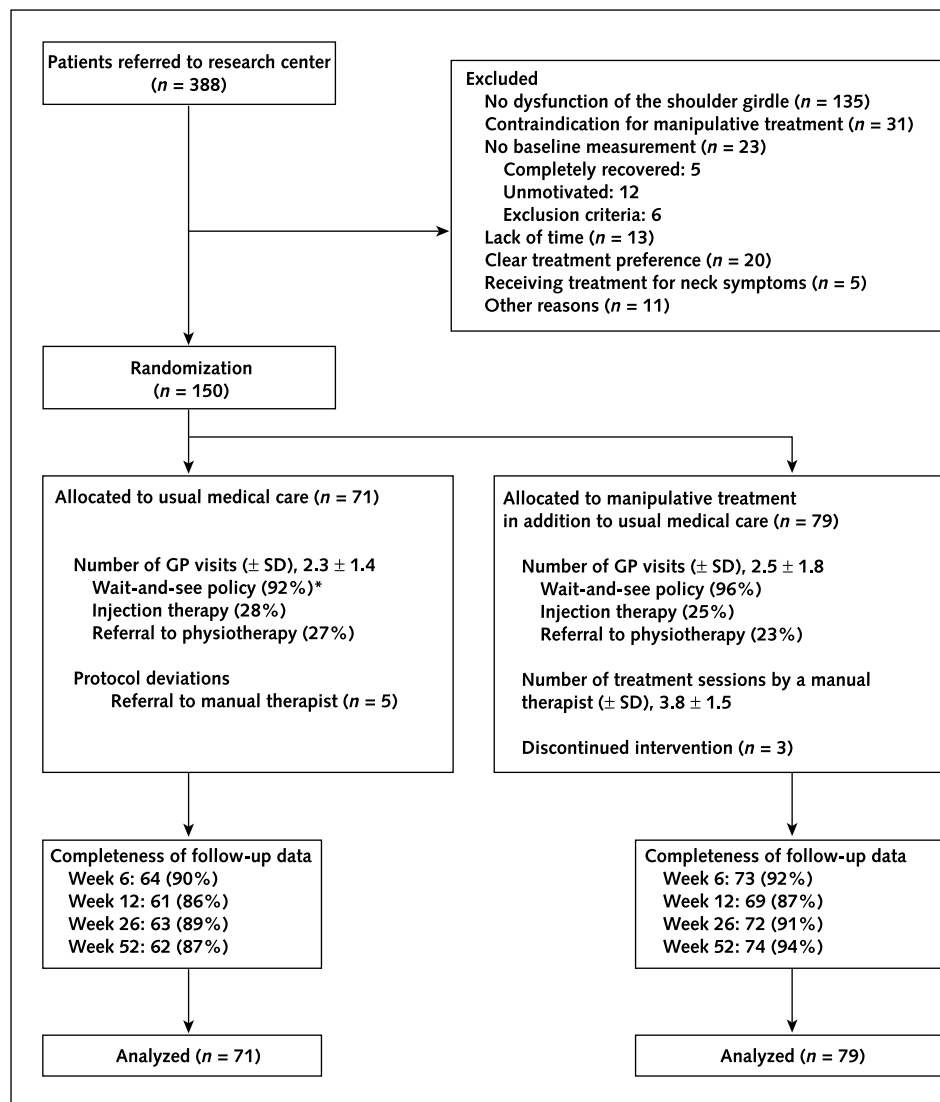 Patients referred to research center
(n = 388)
Excluded
No dysfunction of the shoulder girdle (n = 135)
Contraindication for manipulative treatment (n = 31)
No baseline measurement (n = 23)
Completely recovered: 5
Unmotivated: 12
Exclusion criteria: 6
Lack of time (n = 13)
Clear treatment preference (n = 20)
Receiving treatment for neck symptoms (n = 5)
Other reasons (n = 11)
Randomization
(n = 150)
Allocated to usual medical care (n = 71)
Number of GP visits (± SD), 2.3 ± 1.4
Wait-and-see policy (92%)*
Injection therapy (28%)
Referral to physiotherapy (27%)
Protocol deviations
Referral to manual therapist (n = 5)
Allocated to manipulative treatment
in addition to usual medical care (n = 79)
Number of GP visits (± SD), 2.5 ± 1.8
Wait-and-see policy (96%)
Injection therapy (25%)
Referral to physiotherapy (23%)
Number of treatment sessions by a manual
therapist (± SD), 3.8 ± 1.5
Discontinued intervention (n = 3)
Completeness of follow-up data
Week 6: 64 (90%)
Week 12: 61 (86%)
Week 26: 63 (89%)
Week 52: 62 (87%)
Completeness of follow-up data
Week 6: 73 (92%)
Week 12: 69 (87%)
Week 26: 72 (91%)
Week 52: 74 (94%)
Analyzed (n = 71)
Analyzed (n = 79)